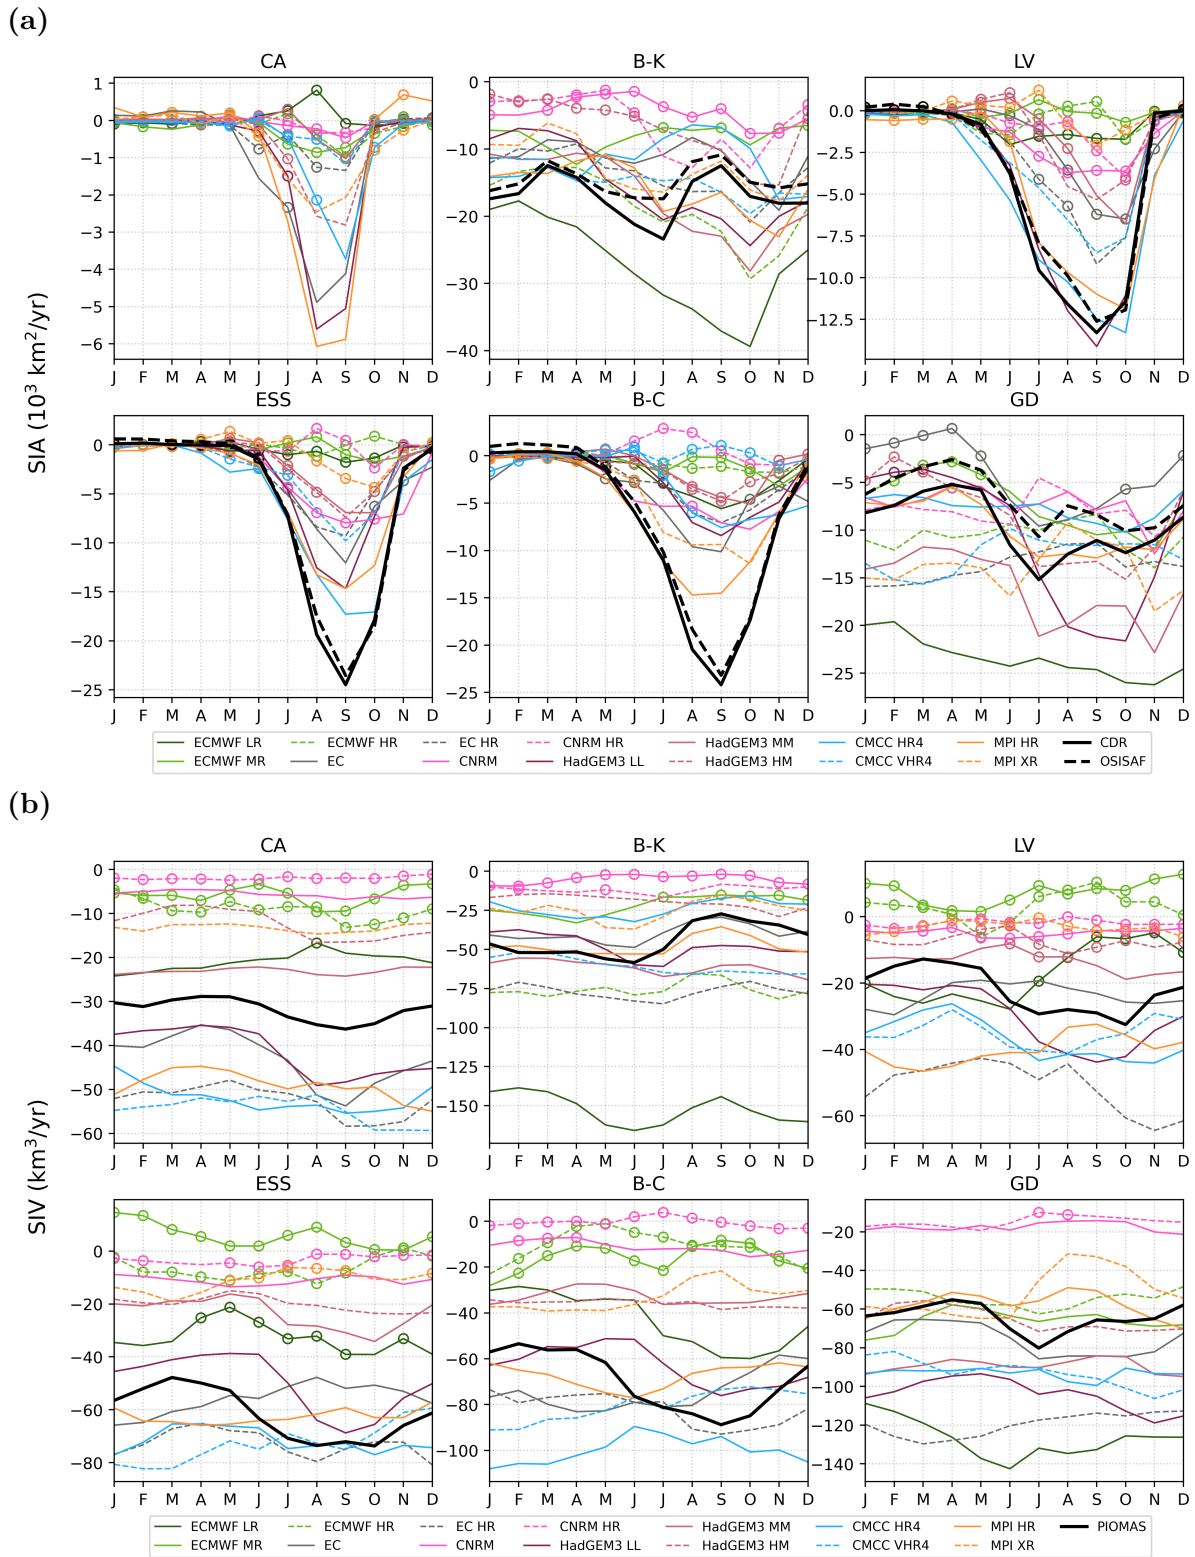 (a)
CA B-K LV
1 0 −1 −2 −3 −4 −5 −6
0 −10 −20 −30 −40
0.0 −2.5 −5.0 −7.5 −10.0 −12.5
J F M A M J J A S O N D J F M A M J J A S O N D J F M A M J J A S O N D
SIA (10³ km²/yr)
ESS B-C GD
0 −5 −10 −15 −20 −25
0 −5 −10 −15 −20 −25
0 −5 −10 −15 −20 −25
J F M A M J J A S O N D J F M A M J J A S O N D J F M A M J J A S O N D
ECMWF LR ECMWF HR EC HR CNRM HR HadGEM3 MM CMCC HR4 MPI HR CDR
ECMWF MR EC CNRM HadGEM3 LL HadGEM3 HM CMCC VHR4 MPI XR OSISAF
(b)
CA B-K LV
0 −10 −20 −30 −40 −50 −60
0 −25 −50 −75 −100 −125 −150
0 −20 −40 −60
J F M A M J J A S O N D J F M A M J J A S O N D J F M A M J J A S O N D
SIV (km³/yr)
ESS B-C GD
0 −20 −40 −60 −80
0 −20 −40 −60 −80 −100
−20 −40 −60 −80 −100 −120 −140
J F M A M J J A S O N D J F M A M J J A S O N D J F M A M J J A S O N D
ECMWF LR ECMWF HR EC HR CNRM HR HadGEM3 MM CMCC HR4 MPI HR PIOMAS
ECMWF MR EC CNRM HadGEM3 LL HadGEM3 HM CMCC VHR4 MPI XR